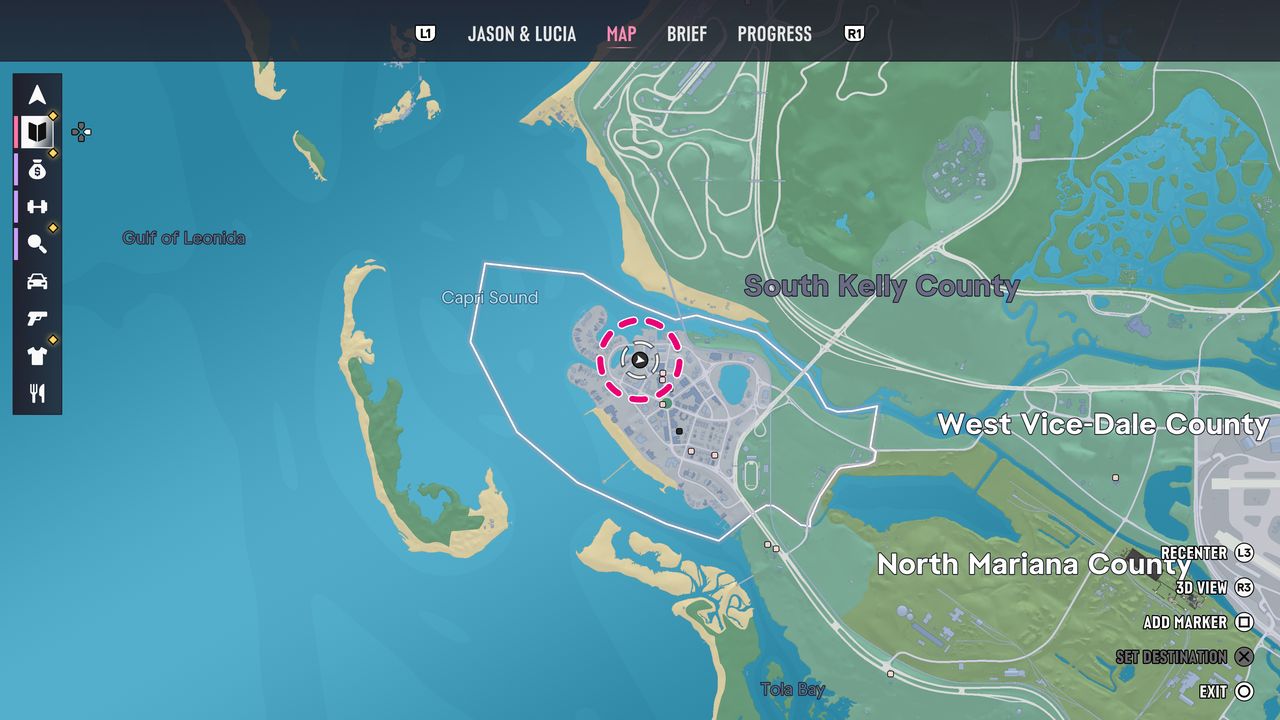 L1 JASON & LUCIA MAP BRIEF PROGRESS R1
Gulf of Leonida
Capri Sound
South Kelly County
West Vice-Dale County
North Mariana County
Tola Bay
RECENTER L3
3D VIEW R3
ADD MARKER
SET DESTINATION
EXIT